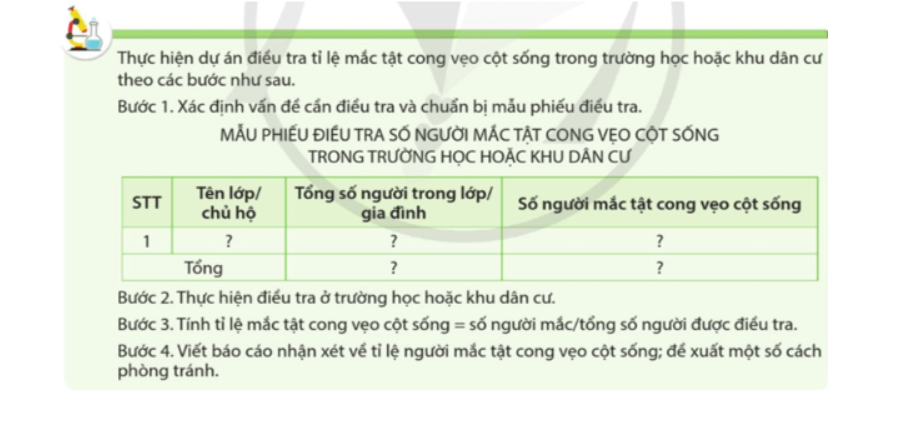 Thực hiện dự án điều tra tỉ lệ mắc tật cong vẹo cột sống trong trường học hoặc khu dân cư
theo các bước như sau.
Bước 1. Xác định vấn đề cần điều tra và chuẩn bị mẫu phiếu điều tra.
MẪU PHIẾU ĐIỀU TRA SỐ NGƯỜI MẮC TẬT CONG VẸO CỘT SỐNG
TRONG TRƯỜNG HỌC HOẶC KHU DÂN CƯ
STT Tên lớp/ chủ hộ Tổng số người trong lớp/ gia đình Số người mắc tật cong vẹo cột sống
1 ? ? ?
Tổng ? ?
Bước 2. Thực hiện điều tra ở trường học hoặc khu dân cư.
Bước 3. Tính tỉ lệ mắc tật cong vẹo cột sống = số người mắc/tổng số người được điều tra.
Bước 4. Viết báo cáo nhận xét về tỉ lệ người mắc tật cong vẹo cột sống; đề xuất một số cách
phòng tránh.